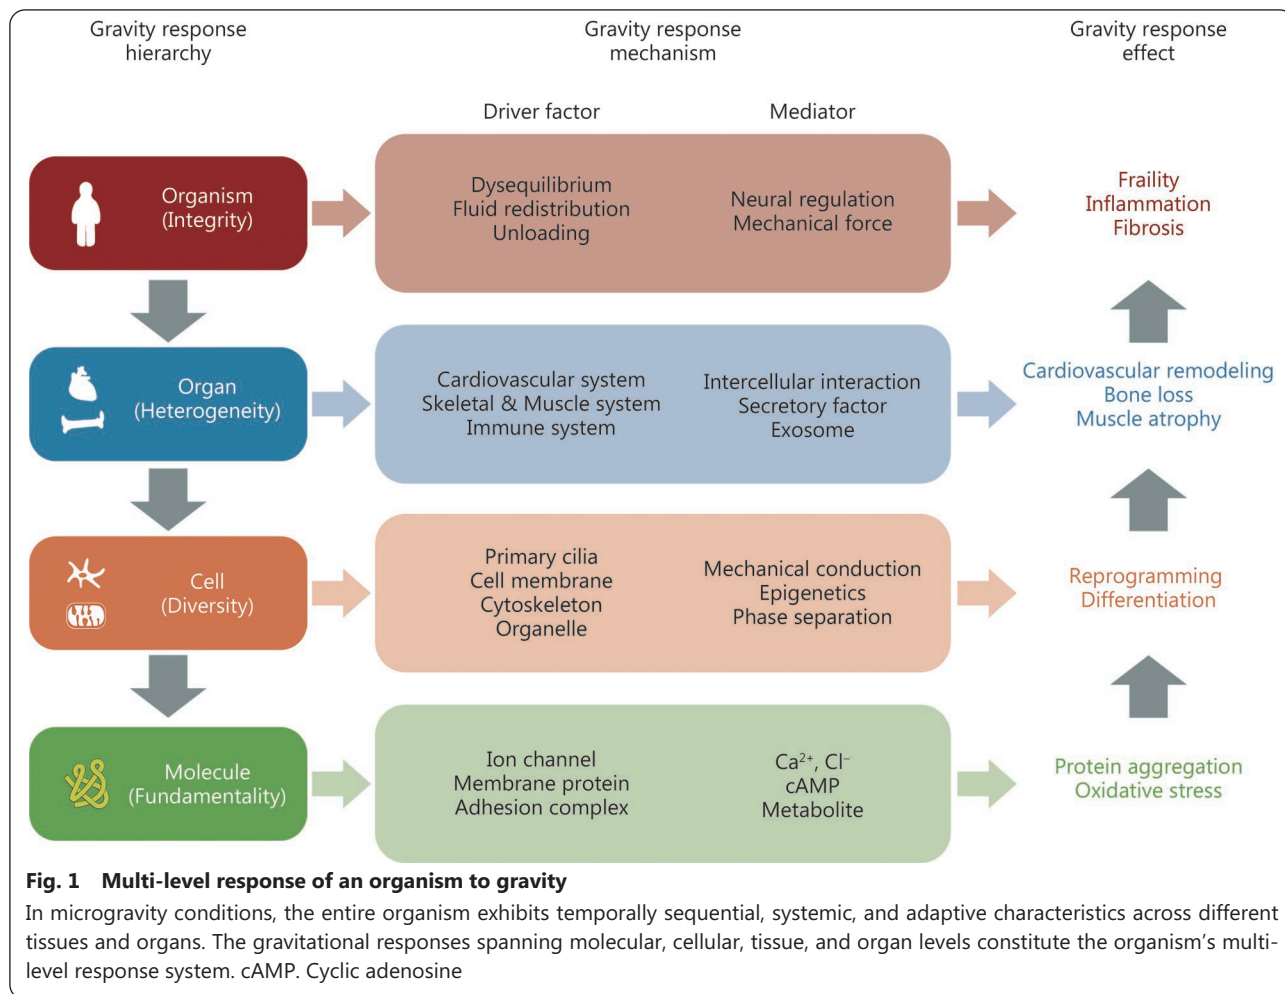 Gravity response
hierarchy
Gravity response
mechanism
Gravity response
effect
Driver factor
Mediator
Organism
(Integrity)
Dysequilibrium
Fluid redistribution
Unloading
Neural regulation
Mechanical force
Fraility
Inflammation
Fibrosis
Organ
(Heterogeneity)
Cardiovascular system
Skeletal & Muscle system
Immune system
Intercellular interaction
Secretory factor
Exosome
Cardiovascular remodeling
Bone loss
Muscle atrophy
Cell
(Diversity)
Primary cilia
Cell membrane
Cytoskeleton
Organelle
Mechanical conduction
Epigenetics
Phase separation
Reprogramming
Differentiation
Molecule
(Fundamentality)
Ion channel
Membrane protein
Adhesion complex
Ca²⁺, Cl⁻
cAMP
Metabolite
Protein aggregation
Oxidative stress
Fig. 1 Multi-level response of an organism to gravity
In microgravity conditions, the entire organism exhibits temporally sequential, systemic, and adaptive characteristics across different
tissues and organs. The gravitational responses spanning molecular, cellular, tissue, and organ levels constitute the organism's multi-
level response system. cAMP. Cyclic adenosine